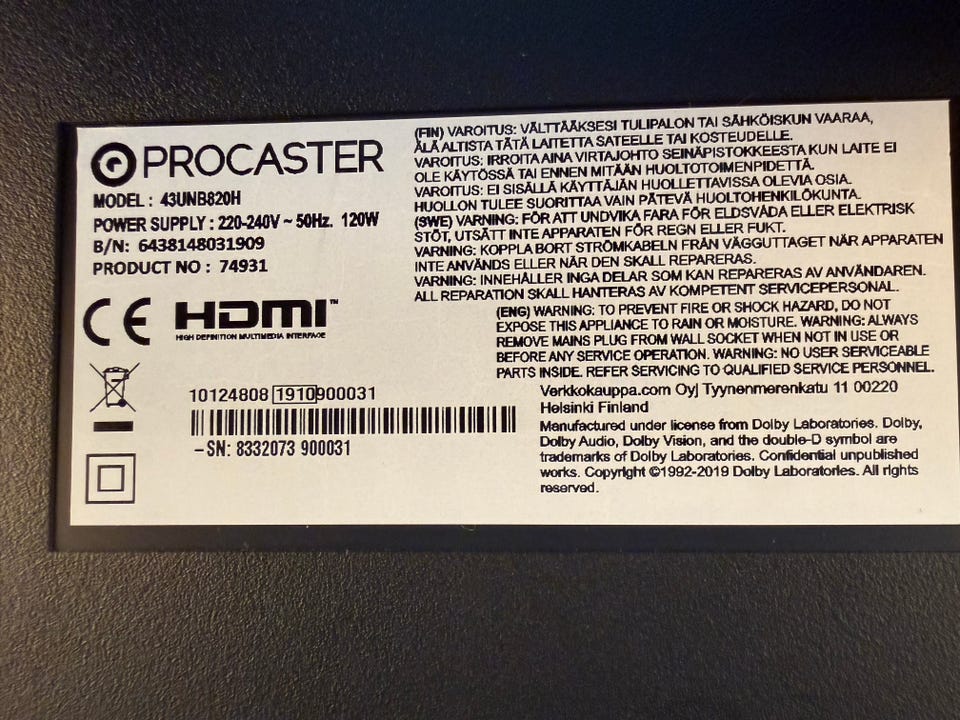 PROCASTER
MODEL : 43UNB820H
POWER SUPPLY : 220-240V ~ 50Hz. 120W
B/N: 6438148031909
PRODUCT NO : 74931
CE HDMI™
HIGH DEFINITION MULTIMEDIA INTERFACE
10124808 1910900031
-SN: 8332073 900031
(FIN) VAROITUS: VÄLTTÄÄKSESI TULIPALON TAI SÄHKÖISKUN VAARAA,
ÄLÄ ALTISTA TÄTÄ LAITETTA SATEELLE TAI KOSTEUDELLE.
VAROITUS: IRROITA AINA VIRTAJOHTO SEINÄPISTOKKEESTA KUN LAITE EI
OLE KÄYTÖSSÄ TAI ENNEN MITÄÄN HUOLTOTOIMENPIDETTÄ.
VAROITUS: EI SISÄLLÄ KÄYTTÄJÄN HUOLLETTAVISSA OLEVIA OSIA.
HUOLLON TULEE SUORITTAA VAIN PÄTEVÄ HUOLTOHENKILÖKUNTA.
(SWE) VARNING: FÖR ATT UNDVIKA FARA FÖR ELDSVÅDA ELLER ELEKTRISK
STÖT, UTSÄTT INTE APPARATEN FÖR REGN ELLER FUKT.
VARNING: KOPPLA BORT STRÖMKABELN FRÅN VÄGGUTTAGET NÄR APPARATEN
INTE ANVÄNDS ELLER NÄR DEN SKALL REPARERAS.
VARNING: INNEHÅLLER INGA DELAR SOM KAN REPARERAS AV ANVÄNDAREN.
ALL REPARATION SKALL HANTERAS AV KOMPETENT SERVICEPERSONAL.
(ENG) WARNING: TO PREVENT FIRE OR SHOCK HAZARD, DO NOT
EXPOSE THIS APPLIANCE TO RAIN OR MOISTURE. WARNING: ALWAYS
REMOVE MAINS PLUG FROM WALL SOCKET WHEN NOT IN USE OR
BEFORE ANY SERVICE OPERATION. WARNING: NO USER SERVICEABLE
PARTS INSIDE. REFER SERVICING TO QUALIFIED SERVICE PERSONNEL.
Verkkokauppa.com Oyj Tyynenmerenkatu 11 00220
Helsinki Finland
Manufactured under license from Dolby Laboratories. Dolby,
Dolby Audio, Dolby Vision, and the double-D symbol are
trademarks of Dolby Laboratories. Confidential unpublished
works. Copyright ©1992-2019 Dolby Laboratories. All rights
reserved.